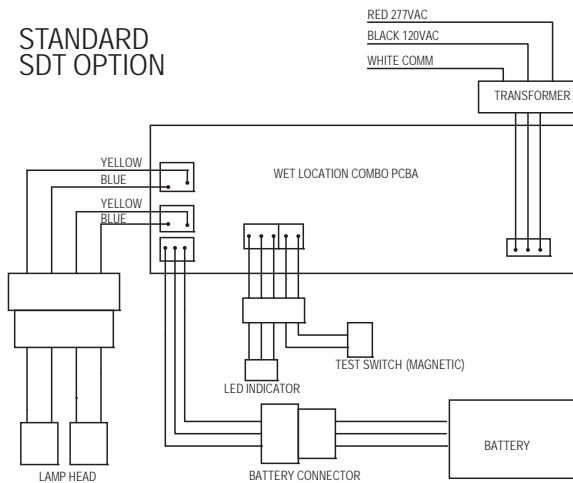 STANDARD
SDT OPTION
RED 277VAC
BLACK 120VAC
WHITE COMM
TRANSFORMER
YELLOW
BLUE
YELLOW
BLUE
WET LOCATION COMBO PCBA
TEST SWITCH (MAGNETIC)
LED INDICATOR
LAMP HEAD
BATTERY CONNECTOR
BATTERY